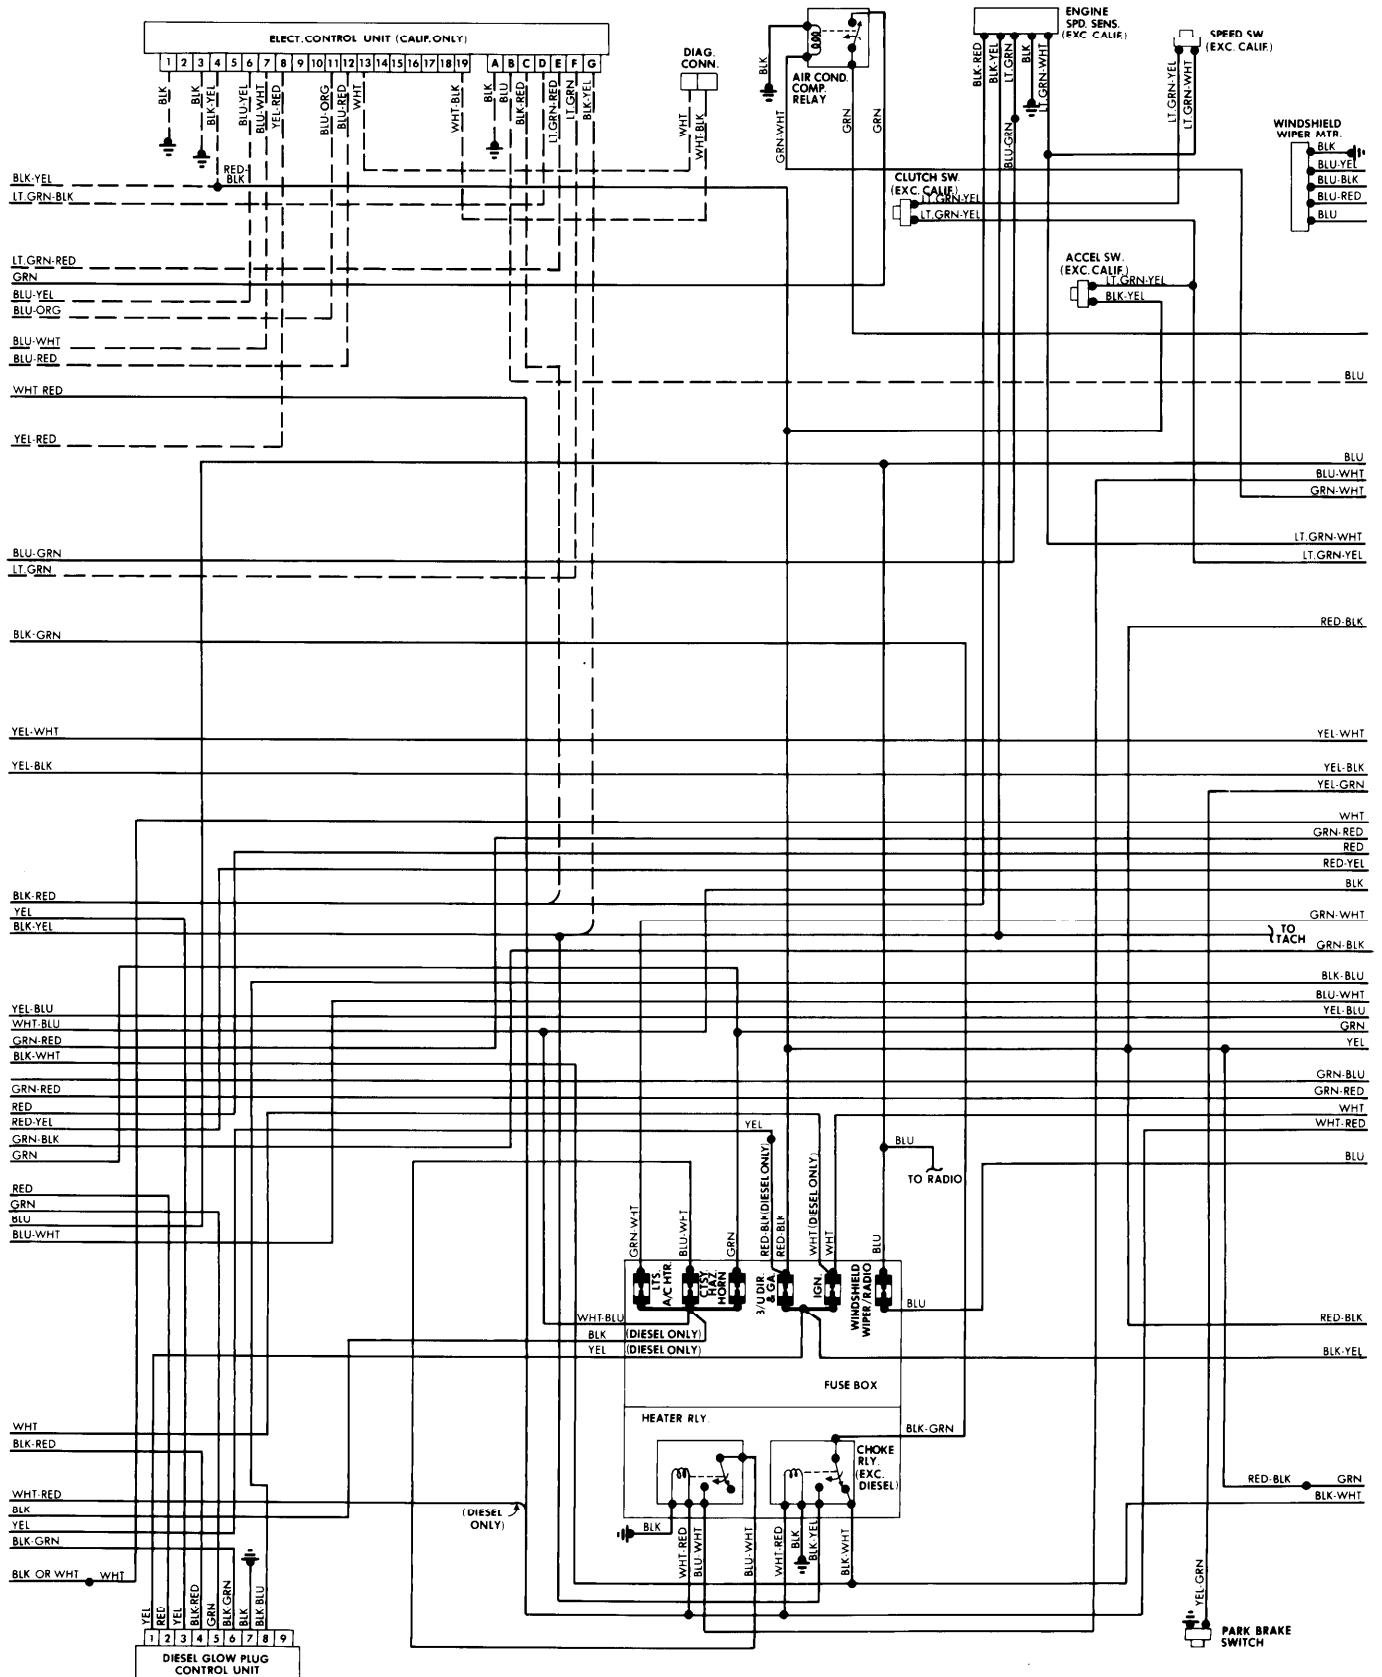 ELECT. CONTROL UNIT (CALIF. ONLY)
1 2 3 4 5 6 7 8 9 10 11 12 13 14 15 16 17 18 19
A B C D E F G
BLK
BLK
BLK-YEL
BLU-YEL
BLU-WHT
YEL-RED
BLU-ORG
BLU-RED
WHT
WHT-BLK
BLK
BLU
BLK-RED
LT.GRN-RED
LT.GRN
BLK-YEL
RED-
BLK
DIAG.
CONN.
WHT
WHT-BLK
BLK
AIR COND.
COMP.
RELAY
GRN-WHT
GRN
GRN
ENGINE
SPD. SENS.
(EXC. CALIF.)
BLK-RED
BLK-YEL
LT.GRN
BLK
LT.GRN-WHT
BLU-GRN
SPEED SW
(EXC. CALIF.)
LT.GRN-YEL
LT.GRN-WHT
WINDSHIELD
WIPER MTR.
BLK
BLU-YEL
BLU-BLK
BLU-RED
BLU
CLUTCH SW.
(EXC. CALIF.)
LT.GRN-YEL
LT.GRN-YEL
ACCEL SW.
(EXC. CALIF.)
LT.GRN-YEL
BLK-YEL
BLK-YEL
LT.GRN-BLK
LT.GRN-RED
GRN
BLU-YEL
BLU-ORG
BLU-WHT
BLU-RED
WHT RED
YEL-RED
BLU-GRN
LT.GRN
BLK-GRN
YEL-WHT
YEL-BLK
BLK-RED
YEL
BLK-YEL
YEL-BLU
WHT-BLU
GRN-RED
BLK-WHT
GRN-RED
RED
RED-YEL
GRN-BLK
GRN
RED
GRN
BLU
BLU-WHT
WHT
BLK-RED
WHT-RED
BLK
YEL
BLK-GRN
BLK OR WHT
WHT
BLU
BLU
BLU-WHT
GRN-WHT
LT.GRN-WHT
LT.GRN-YEL
RED-BLK
YEL-WHT
YEL-BLK
YEL-GRN
WHT
GRN-RED
RED
RED-YEL
BLK
GRN-WHT
TO
TACH
GRN-BLK
BLK-BLU
BLU-WHT
YEL-BLU
GRN
YEL
GRN-BLU
GRN-RED
WHT
WHT-RED
BLU
RED-BLK
BLK-YEL
RED-BLK
GRN
BLK-WHT
YEL
BLU
TO RADIO
GRN-WHT
BLU-WHT
GRN
RED-BLK(DIESEL ONLY)
RED-BLK
WHT (DIESEL ONLY)
WHT
BLU
LTS.
A/C HTR.
CTSY.
HAZ.
HORN
B/U DIR.
& GA.
IGN.
WINDSHIELD
WIPER/RADIO
BLU
WHT-BLU
BLK
(DIESEL ONLY)
YEL
(DIESEL ONLY)
FUSE BOX
HEATER RLY.
BLK-GRN
CHOKE
RLY.
(EXC.
DIESEL)
(DIESEL
ONLY)
BLK
WHT-RED
BLU-WHT
BLU-WHT
WHT-RED
BLK
BLK-YEL
BLK-WHT
YEL-GRN
PARK BRAKE
SWITCH
YEL
RED
YEL
BLK-RED
GRN
BLK-GRN
BLK
BLK-BLU
1 2 3 4 5 6 7 8 9
DIESEL GLOW PLUG
CONTROL UNIT